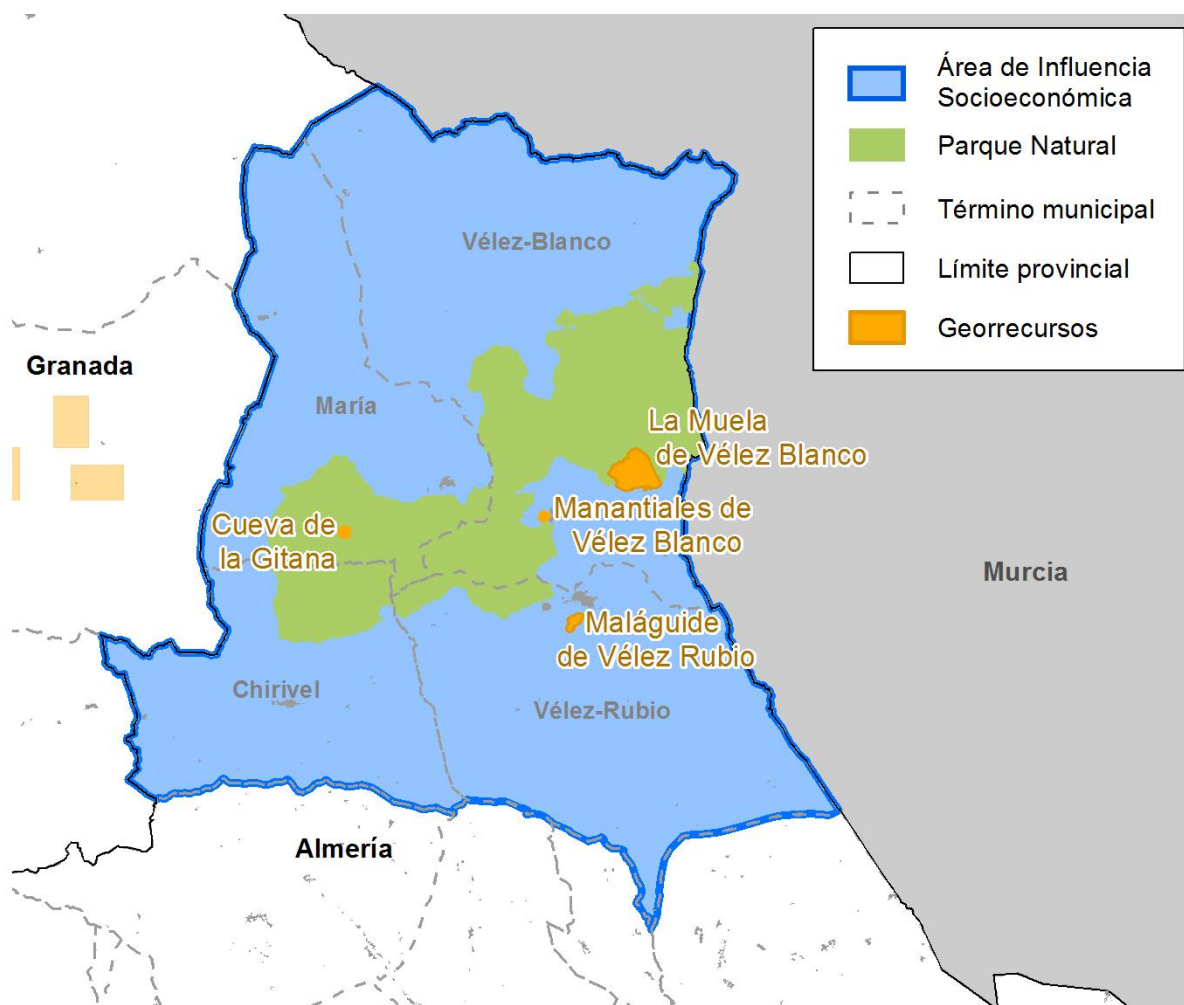 Área de Influencia
Socioeconómica
Parque Natural
Término municipal
Límite provincial
Georrecursos
Vélez-Blanco
Granada
María
La Muela
de Vélez Blanco
Cueva de
la Gitana
Manantiales de
Vélez Blanco
Murcia
Maláguide
de Vélez Rubio
Chirivel
Vélez-Rubio
Almería